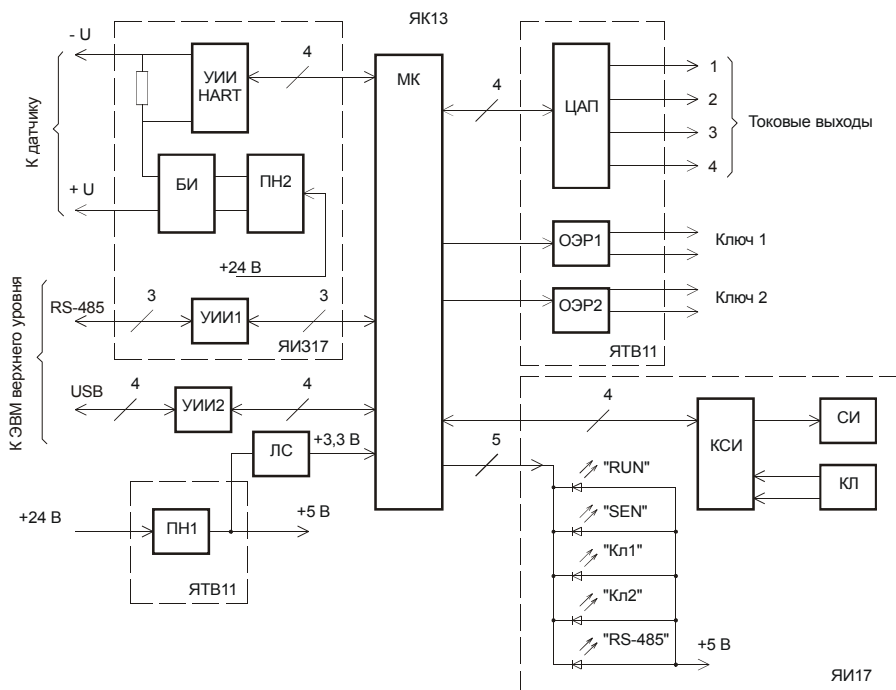 ЯК13
- U
К датчику
+ U
УИИ
HART
4
БИ
ПН2
+24 В
К ЭВМ верхнего уровня
RS-485
3
УИИ1
3
ЯИЗ17
USB
4
УИИ2
4
ЛС
+3,3 В
+24 В
ПН1
+5 В
ЯТВ11
МК
4
ЦАП
1
2
3
4
Токовые выходы
ОЭР1
Ключ 1
ОЭР2
Ключ 2
ЯТВ11
4
5
КСИ
СИ
КЛ
"RUN"
"SEN"
"Кл1"
"Кл2"
"RS-485"
+5 В
ЯИ17